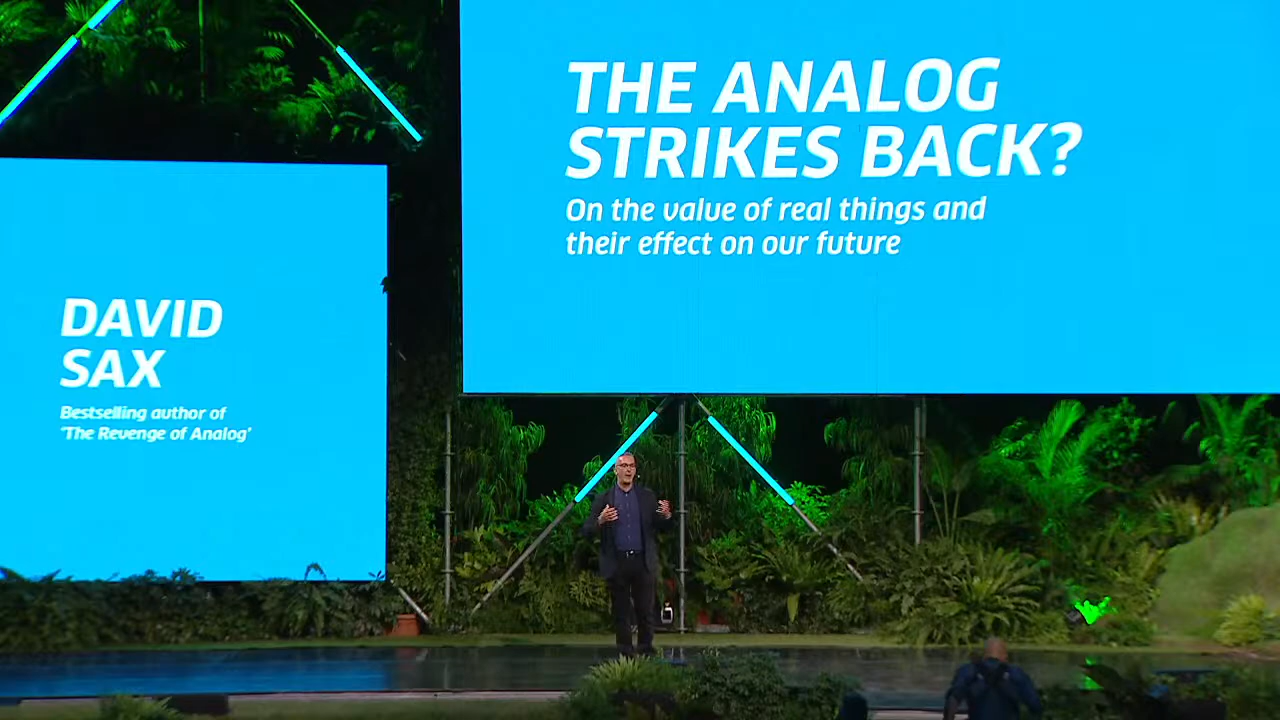 THE ANALOG
STRIKES BACK?
On the value of real things and
their effect on our future
DAVID
SAX
Bestselling author of
'The Revenge of Analog'